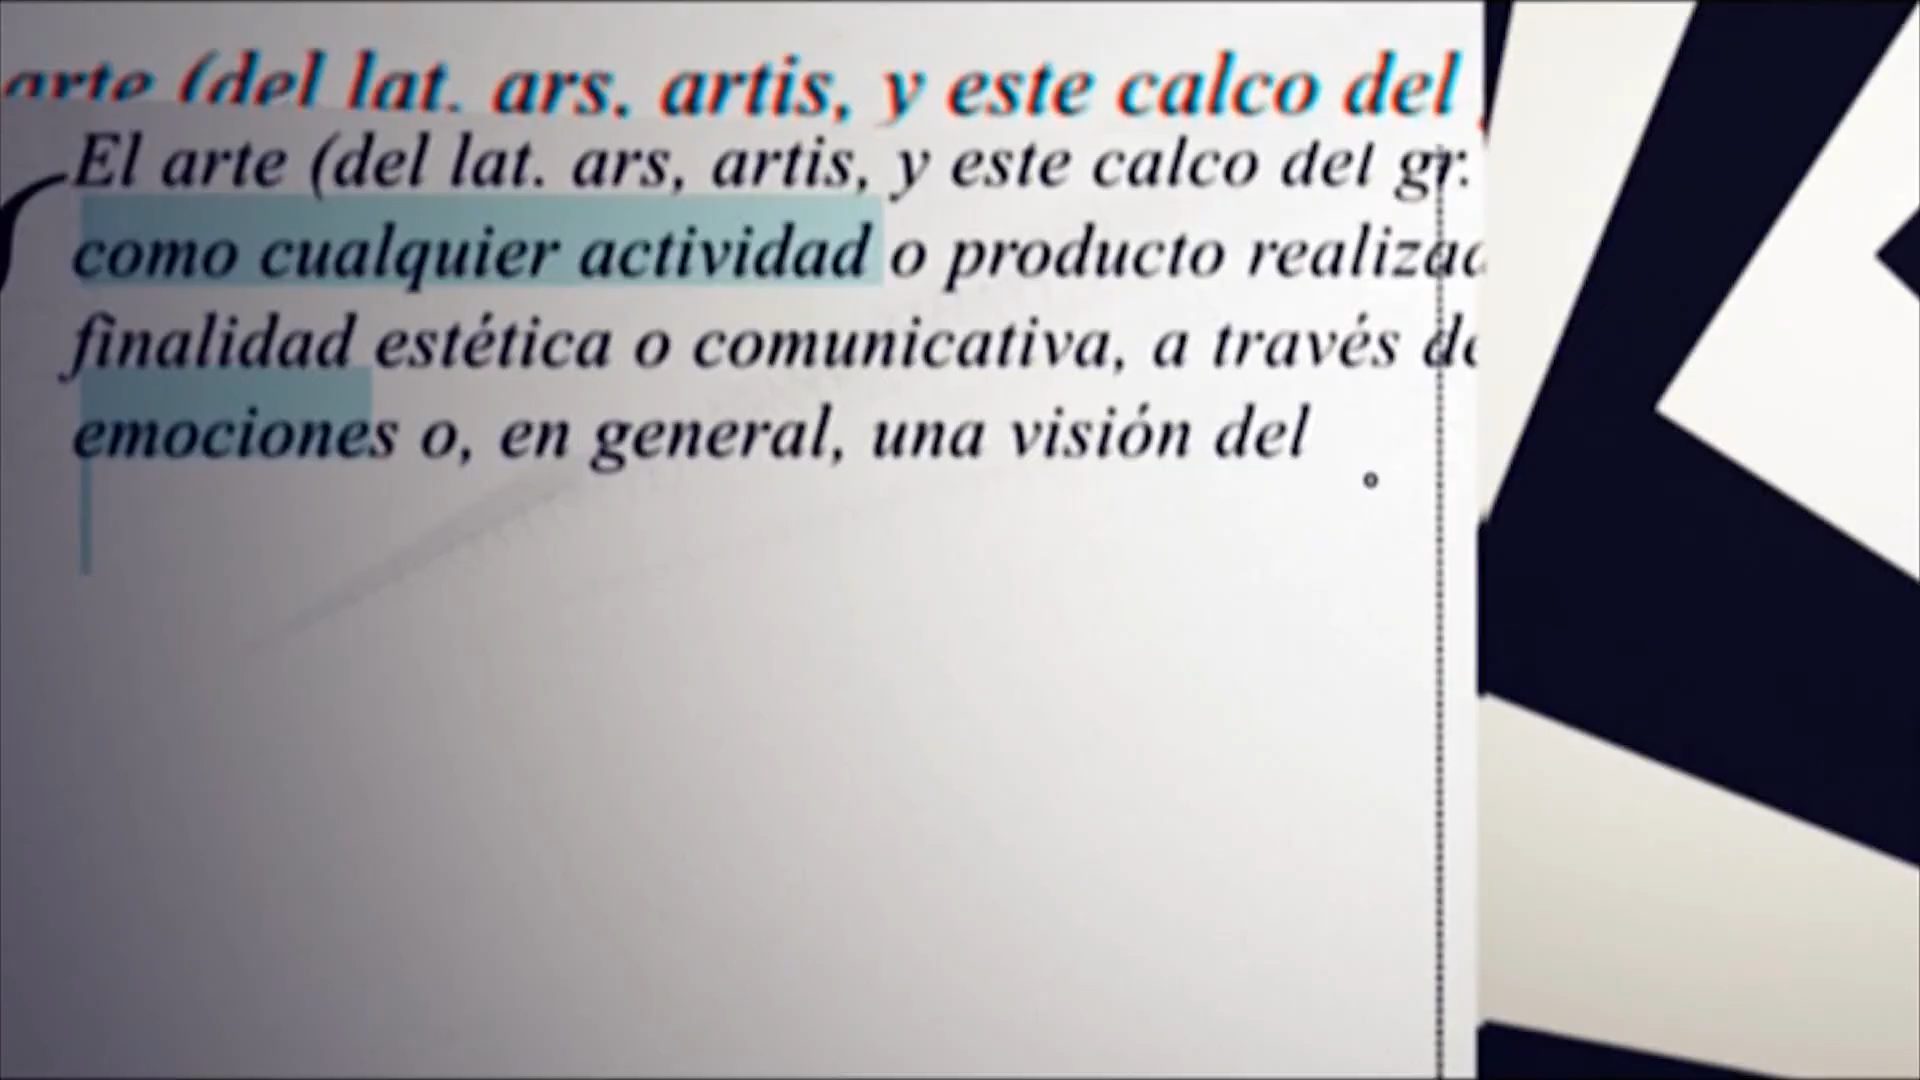 arte (del lat. ars. artis, y este calco del
El arte (del lat. ars, artis, y este calco del gr.
como cualquier actividad o producto realizad
finalidad estética o comunicativa, a través de
emociones o, en general, una visión del